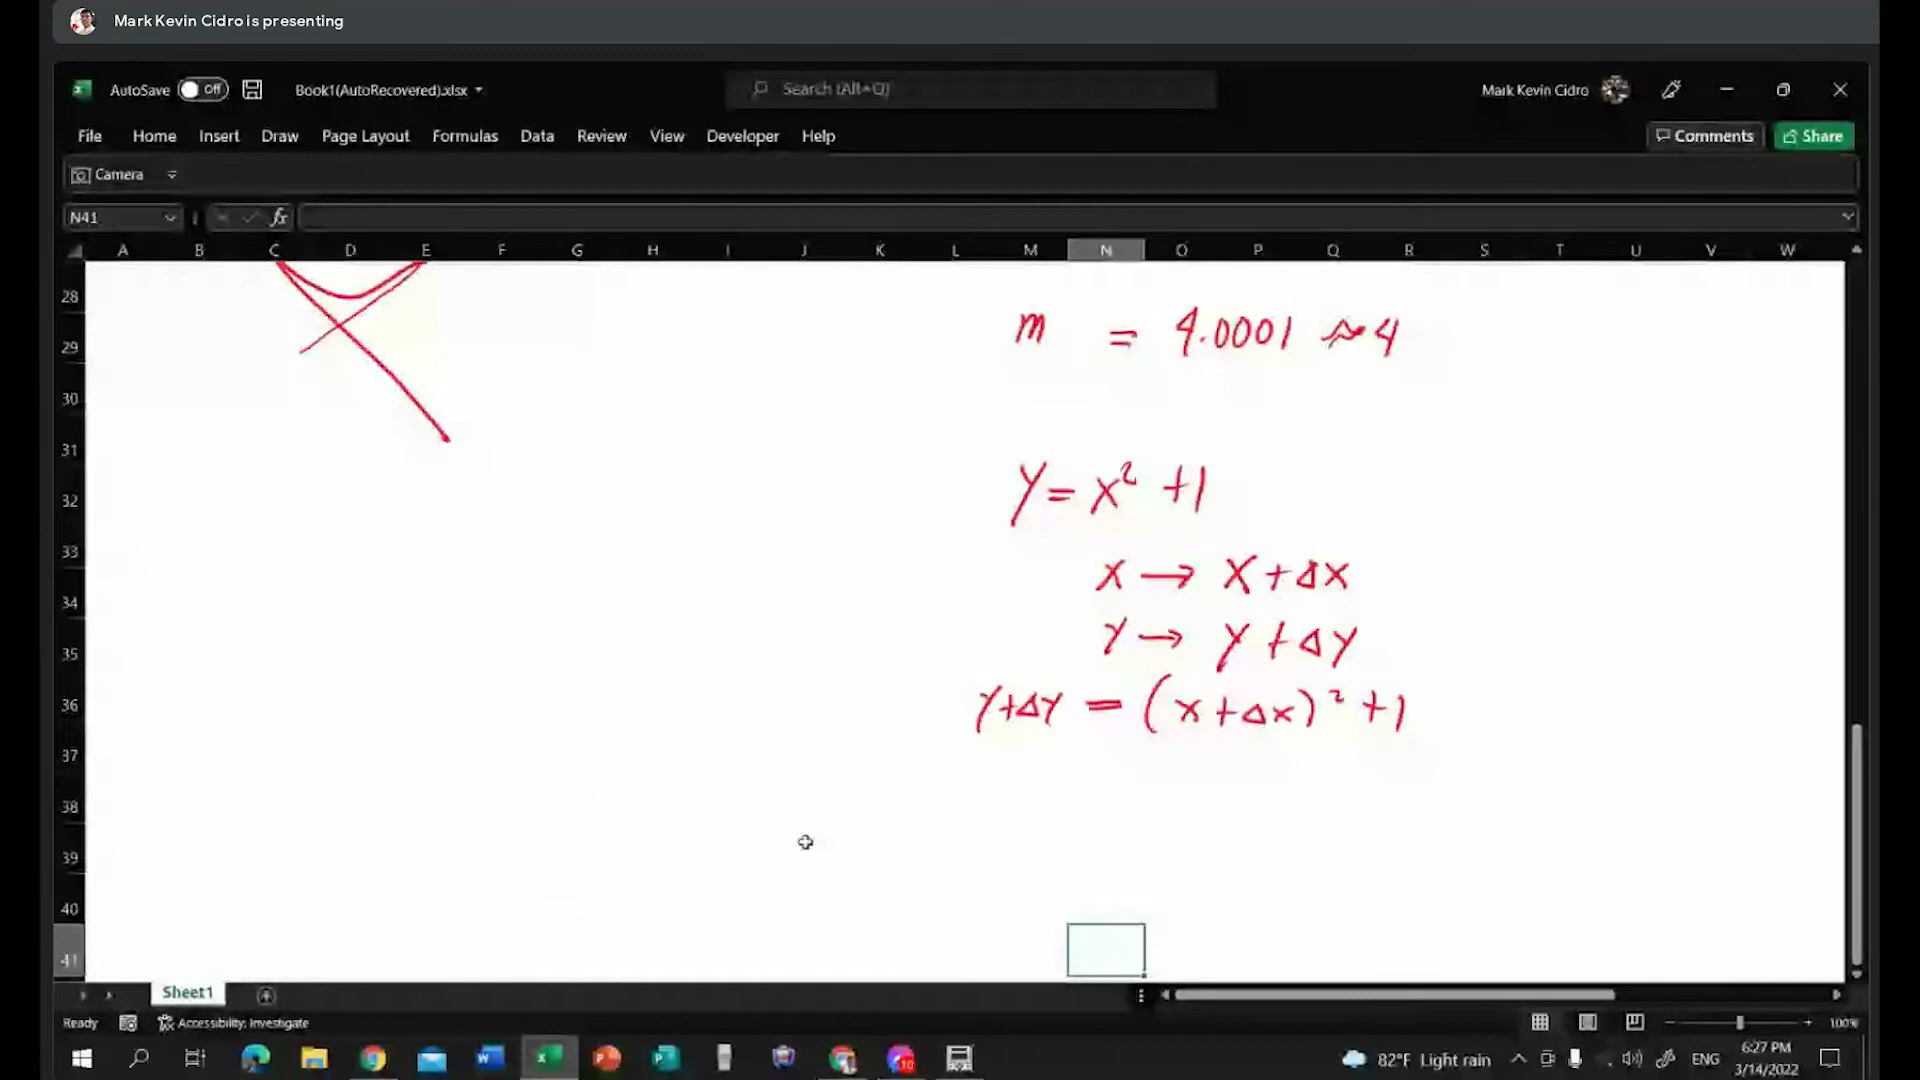 Mark Kevin Cidro is presenting
AutoSave Off Book1(AutoRecovered).xlsx Search (Alt+Q) Mark Kevin Cidro
File Home Insert Draw Page Layout Formulas Data Review View Developer Help Comments Share
Camera
N41 fx
A B C D E F G H I J K L M N O P Q R S T U V W
28
29
30
31
32
33
34
35
36
37
38
39
40
41
m = 4.0001 ≈ 4
y = x² + 1
x → x + Δx
y → y + Δy
y + Δy = (x + Δx)² + 1
Sheet1
Ready Accessibility: Investigate 100%
82°F Light rain ENG 6:27 PM
10 3/14/2022